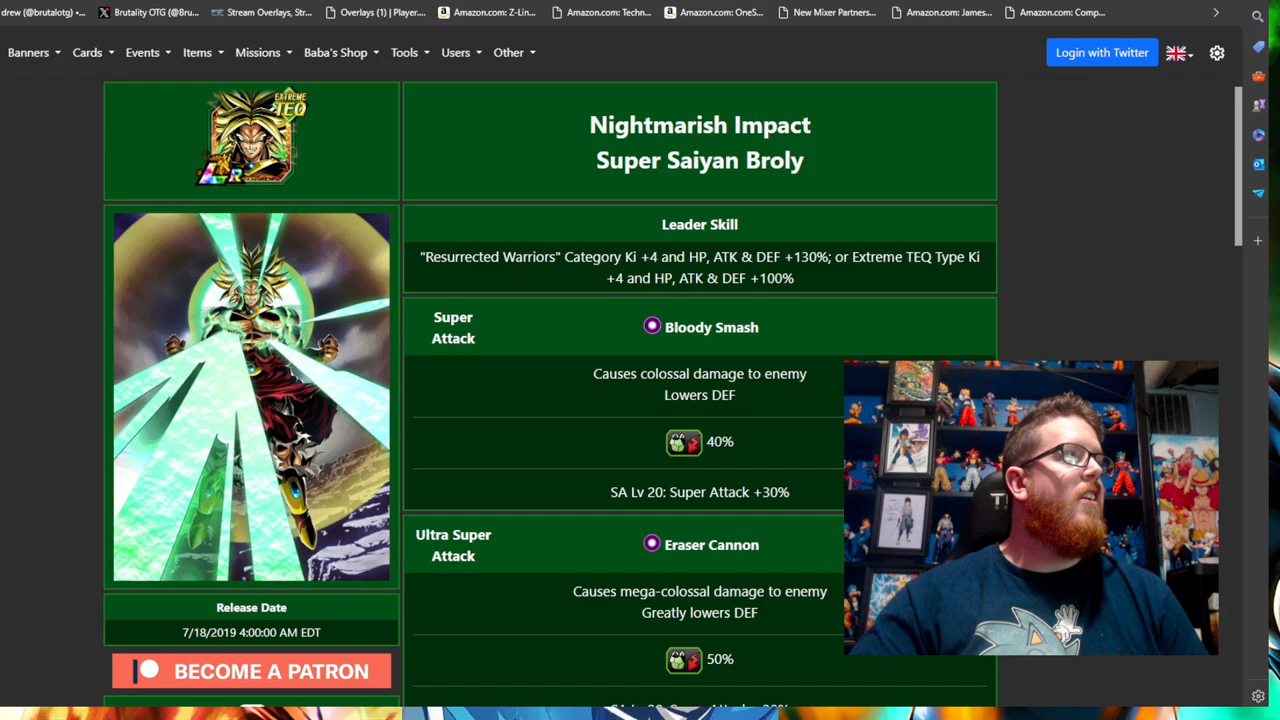 drew (@brutalotg) •...
Brutality OTG (@Bru...
Stream Overlays, Str...
Overlays (1) | Player....
Amazon.com: Z-Lin...
Amazon.com: Techn...
Amazon.com: OneS...
New Mixer Partners...
Amazon.com: James...
Amazon.com: Comp...
Banners
Cards
Events
Items
Missions
Baba's Shop
Tools
Users
Other
Login with Twitter
EXTREME
TEQ
LR
Nightmarish Impact
Super Saiyan Broly
Leader Skill
"Resurrected Warriors" Category Ki +4 and HP, ATK & DEF +130%; or Extreme TEQ Type Ki
+4 and HP, ATK & DEF +100%
Super
Attack
Bloody Smash
Causes colossal damage to enemy
Lowers DEF
40%
SA Lv 20: Super Attack +30%
Ultra Super
Attack
Eraser Cannon
Causes mega-colossal damage to enemy
Greatly lowers DEF
50%
Release Date
7/18/2019 4:00:00 AM EDT
BECOME A PATRON